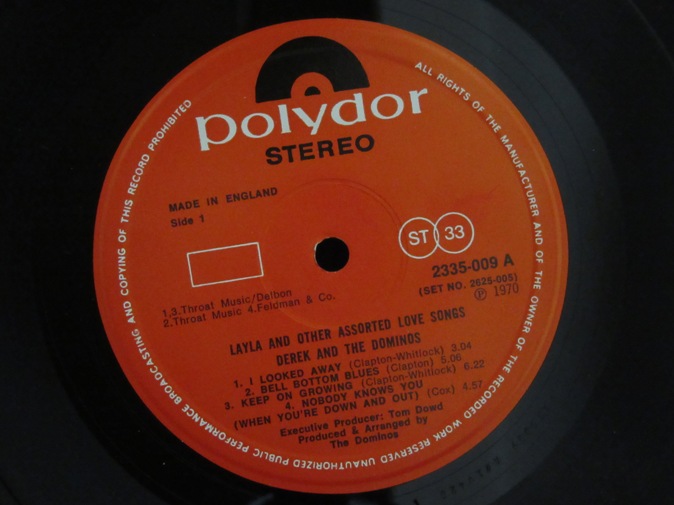 polydor
STEREO
ALL RIGHTS OF THE MANUFACTURER AND OF THE OWNER OF THE RECORDED WORK RESERVED UNAUTHORIZED PUBLIC PERFORMANCE BROADCASTING AND COPYING OF THIS RECORD PROHIBITED
MADE IN ENGLAND
Side 1
ST 33
2335-009 A
(SET NO. 2625-005)
℗ 1970
1,3. Throat Music/Delbon
2. Throat Music 4. Feldman & Co.
LAYLA AND OTHER ASSORTED LOVE SONGS
DEREK AND THE DOMINOS
1. I LOOKED AWAY (Clapton-Whitlock) 3.04
2. BELL BOTTOM BLUES (Clapton) 5.06
3. KEEP ON GROWING (Clapton-Whitlock) 6.22
4. NOBODY KNOWS YOU
(WHEN YOU'RE DOWN AND OUT) (Cox) 4.57
Executive Producer: Tom Dowd
Produced & Arranged by
The Dominos